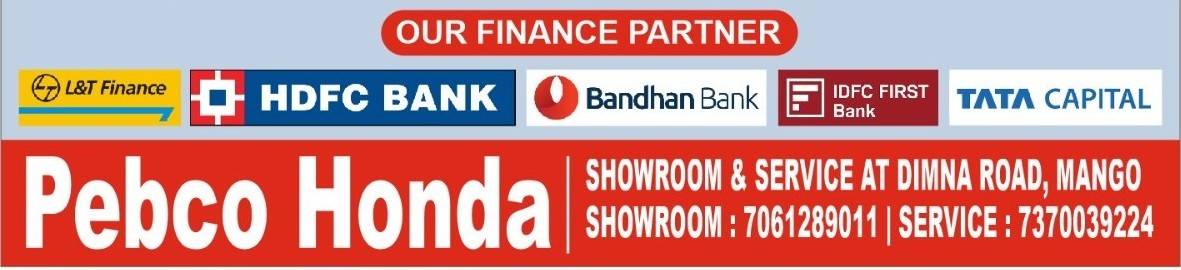 OUR FINANCE PARTNER
L&T Finance
HDFC BANK
Bandhan Bank
IDFC FIRST
Bank
TATA CAPITAL
Pebco Honda
SHOWROOM & SERVICE AT DIMNA ROAD, MANGO
SHOWROOM : 7061289011 | SERVICE : 7370039224